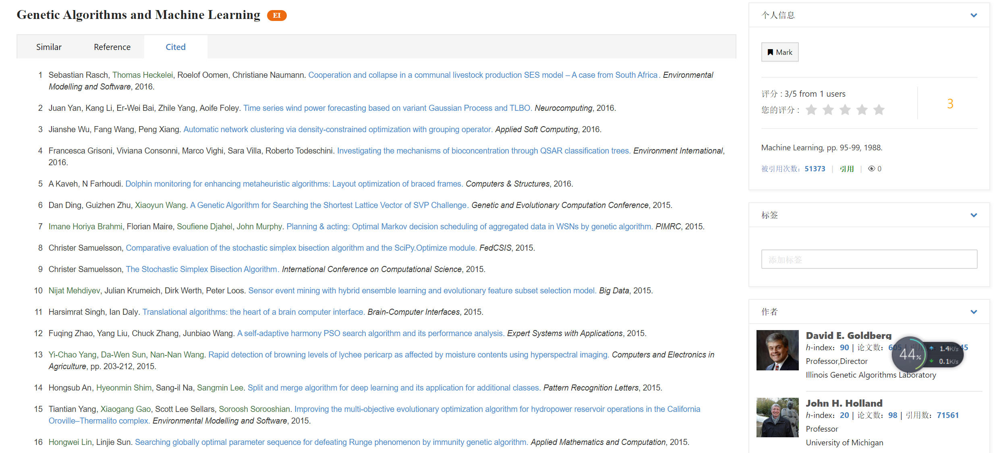 Genetic Algorithms and Machine Learning EI
Similar Reference Cited
1 Sebastian Rasch, Thomas Heckelei, Roelof Oomen, Christiane Naumann. Cooperation and collapse in a communal livestock production SES model – A case from South Africa. Environmental
Modelling and Software, 2016.
2 Juan Yan, Kang Li, Er-Wei Bai, Zhile Yang, Aoife Foley. Time series wind power forecasting based on variant Gaussian Process and TLBO. Neurocomputing, 2016.
3 Jianshe Wu, Fang Wang, Peng Xiang. Automatic network clustering via density-constrained optimization with grouping operator. Applied Soft Computing, 2016.
4 Francesca Grisoni, Viviana Consonni, Marco Vighi, Sara Villa, Roberto Todeschini. Investigating the mechanisms of bioconcentration through QSAR classification trees. Environment International,
2016.
5 A Kaveh, N Farhoudi. Dolphin monitoring for enhancing metaheuristic algorithms: Layout optimization of braced frames. Computers & Structures, 2016.
6 Dan Ding, Guizhen Zhu, Xiaoyun Wang. A Genetic Algorithm for Searching the Shortest Lattice Vector of SVP Challenge. Genetic and Evolutionary Computation Conference, 2015.
7 Imane Horiya Brahmi, Florian Maire, Soufiene Djahel, John Murphy. Planning & acting: Optimal Markov decision scheduling of aggregated data in WSNs by genetic algorithm. PIMRC, 2015.
8 Christer Samuelsson, Comparative evaluation of the stochastic simplex bisection algorithm and the SciPy.Optimize module. FedCSIS, 2015.
9 Christer Samuelsson, The Stochastic Simplex Bisection Algorithm. International Conference on Computational Science, 2015.
10 Nijat Mehdiyev, Julian Krumeich, Dirk Werth, Peter Loos. Sensor event mining with hybrid ensemble learning and evolutionary feature subset selection model. Big Data, 2015.
11 Harsimrat Singh, Ian Daly. Translational algorithms: the heart of a brain computer interface. Brain-Computer Interfaces, 2015.
12 Fuqing Zhao, Yang Liu, Chuck Zhang, Junbiao Wang. A self-adaptive harmony PSO search algorithm and its performance analysis. Expert Systems with Applications, 2015.
13 Yi-Chao Yang, Da-Wen Sun, Nan-Nan Wang. Rapid detection of browning levels of lychee pericarp as affected by moisture contents using hyperspectral imaging. Computers and Electronics in
Agriculture, pp. 203-212, 2015.
14 Hongsub An, Hyeonmin Shim, Sang-il Na, Sangmin Lee. Split and merge algorithm for deep learning and its application for additional classes. Pattern Recognition Letters, 2015.
15 Tiantian Yang, Xiaogang Gao, Scott Lee Sellars, Soroosh Sorooshian. Improving the multi-objective evolutionary optimization algorithm for hydropower reservoir operations in the California
Oroville–Thermalito complex. Environmental Modelling and Software, 2015.
16 Hongwei Lin, Linjie Sun. Searching globally optimal parameter sequence for defeating Runge phenomenon by immunity genetic algorithm. Applied Mathematics and Computation, 2015.
个人信息
Mark
评分 : 3/5 from 1 users
您的评分 :
3
Machine Learning, pp. 95-99, 1988.
被引用次数: 51373 | 引用 | 0
标签
添加标签
作者
David E. Goldberg
h-index: 90 | 论文数: 605 | 引用数:
44% 1.4K/s
0.1K/s
Professor,Director
Illinois Genetic Algorithms Laboratory
John H. Holland
h-index: 20 | 论文数: 98 | 引用数: 71561
Professor
University of Michigan